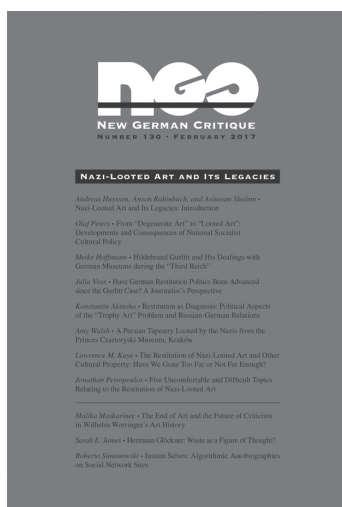 ngc
NEW GERMAN CRITIQUE
NUMBER 130 • FEBRUARY 2017
NAZI-LOOTED ART AND ITS LEGACIES
Andreas Huyssen, Anson Rabinbach, and Avinoam Shalem •
Nazi-Looted Art and Its Legacies: Introduction
Olaf Peters • From “Degenerate Art” to “Looted Art”:
Developments and Consequences of National Socialist
Cultural Policy
Meike Hoffmann • Hildebrand Gurlitt and His Dealings with
German Museums during the “Third Reich”
Julia Voss • Have German Restitution Politics Been Advanced
since the Gurlitt Case? A Journalist’s Perspective
Konstantin Akinsha • Restitution as Diagnosis: Political Aspects
of the “Trophy Art” Problem and Russian-German Relations
Amy Walsh • A Persian Tapestry Looted by the Nazis from the
Princes Czartoryski Museum, Kraków
Lawrence M. Kaye • The Restitution of Nazi-Looted Art and Other
Cultural Property: Have We Gone Too Far or Not Far Enough?
Jonathan Petropoulos • Five Uncomfortable and Difficult Topics
Relating to the Restitution of Nazi-Looted Art
Malika Maskarinec • The End of Art and the Future of Criticism
in Wilhelm Worringer’s Art History
Sarah E. James • Hermann Glöckner: Waste as a Figure of Thought?
Roberto Simanowski • Instant Selves: Algorithmic Autobiographies
on Social Network Sites